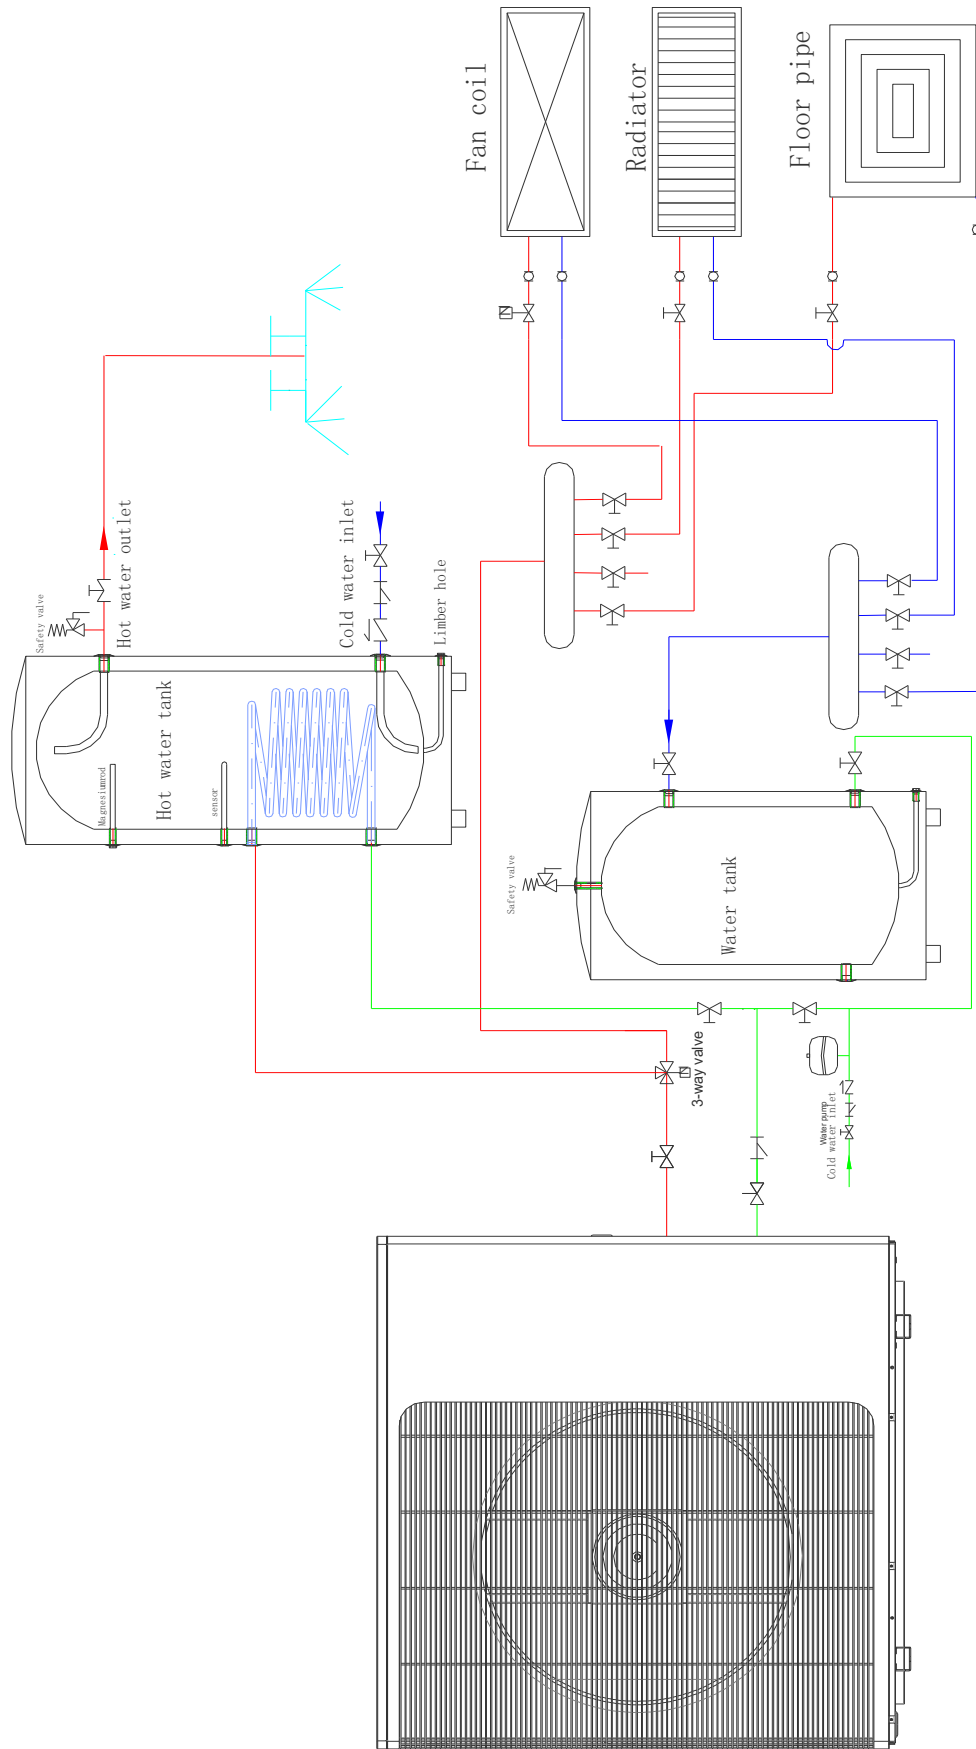 Fan coil
Radiator
Floor pipe
Safety valve
Hot water outlet
Cold water inlet
Limber hole
Magnesiumrod
Hot water tank
sensor
Safety valve
Water tank
3-way valve
Water pump
Cold water inlet